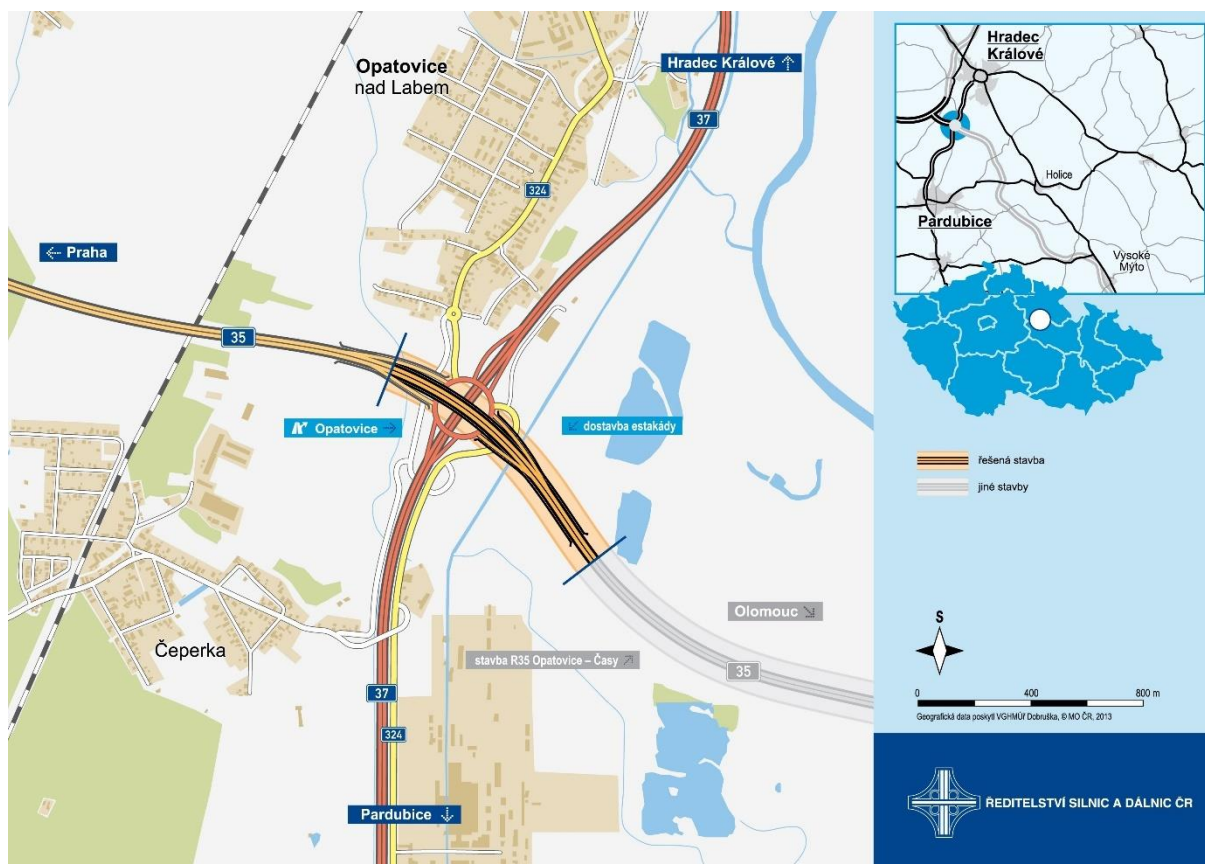 Opatovice
nad Labem
Hradec Králové
37
324
Praha
35
Opatovice
dostavba estakády
Čeperka
Olomouc
stavba R35 Opatovice – Časy
35
37
324
Pardubice
Hradec
Králové
Holice
Pardubice
Vysoké
Mýto
řešená stavba
jiné stavby
S
0 400 800 m
Geografická data poskytl VGHMÚř Dobruška, © MO ČR, 2013
ŘEDITELSTVÍ SILNIC A DÁLNIC ČR